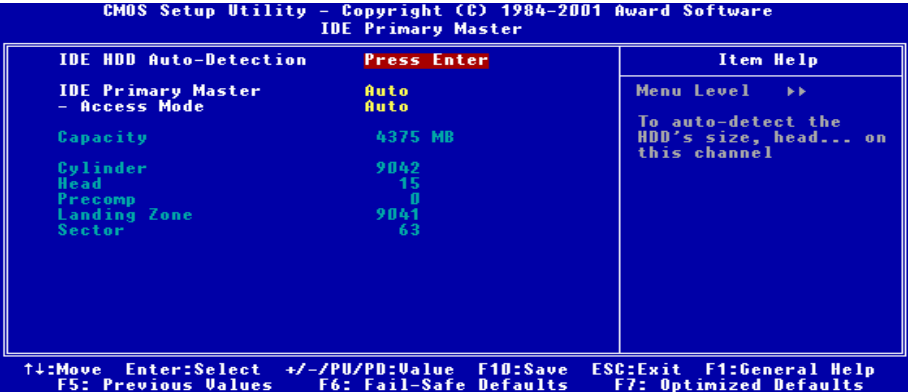 CMOS Setup Utility - Copyright (C) 1984-2001 Award Software
IDE Primary Master
IDE HDD Auto-Detection Press Enter
IDE Primary Master Auto
- Access Mode Auto
Capacity 4375 MB
Cylinder 9042
Head 15
Precomp 0
Landing Zone 9041
Sector 63
Item Help
Menu Level ▸▸
To auto-detect the
HDD's size, head... on
this channel
↑↓:Move Enter:Select +/-/PU/PD:Value F10:Save ESC:Exit F1:General Help
F5: Previous Values F6: Fail-Safe Defaults F7: Optimized Defaults